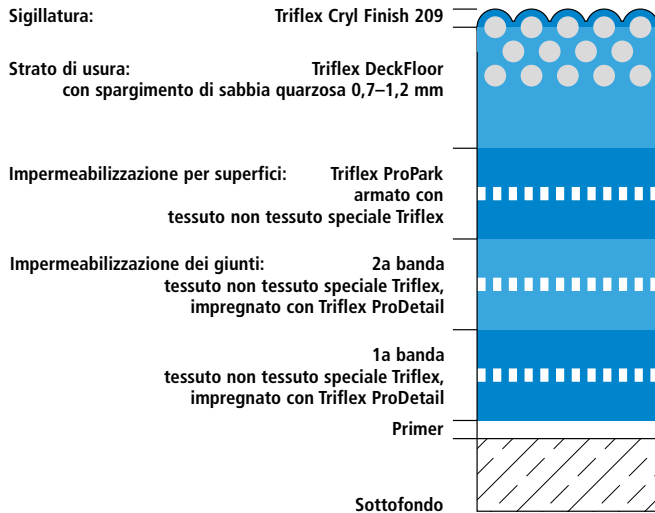 Sigillatura: Triflex Cryl Finish 209
Strato di usura: Triflex DeckFloor
con spargimento di sabbia quarzosa 0,7–1,2 mm
Impermeabilizzazione per superfici: Triflex ProPark
armato con
tessuto non tessuto speciale Triflex
Impermeabilizzazione dei giunti: 2a banda
tessuto non tessuto speciale Triflex,
impregnato con Triflex ProDetail
1a banda
tessuto non tessuto speciale Triflex,
impregnato con Triflex ProDetail
Primer
Sottofondo